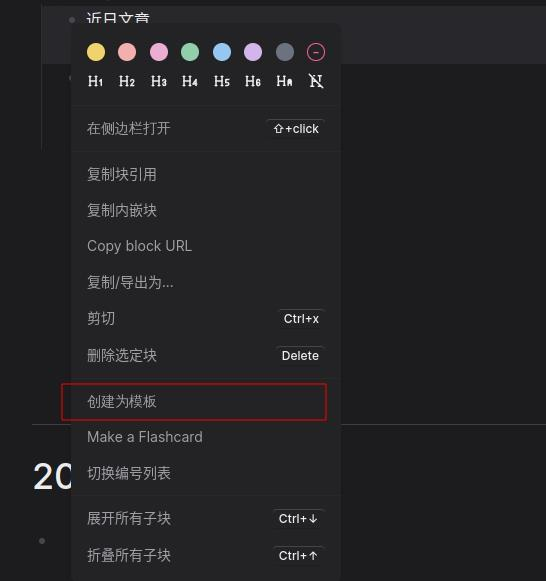 近日文章
H1 H2 H3 H4 H5 H6 HA H
在侧边栏打开 ⇧+click
复制块引用
复制内嵌块
Copy block URL
复制/导出为...
剪切 Ctrl+x
删除选定块 Delete
创建为模板
Make a Flashcard
切换编号列表
20
展开所有子块 Ctrl+↓
折叠所有子块 Ctrl+↑